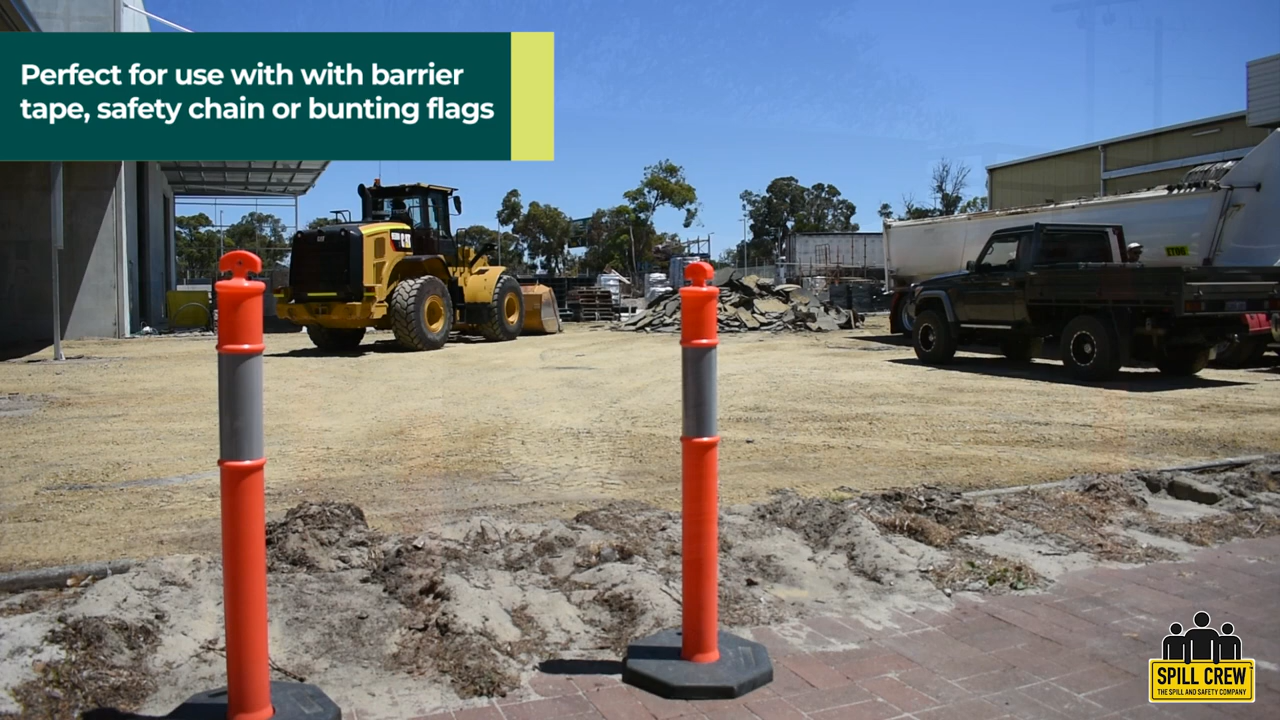 Perfect for use with with barrier
tape, safety chain or bunting flags
SPILL CREW
THE SPILL AND SAFETY COMPANY